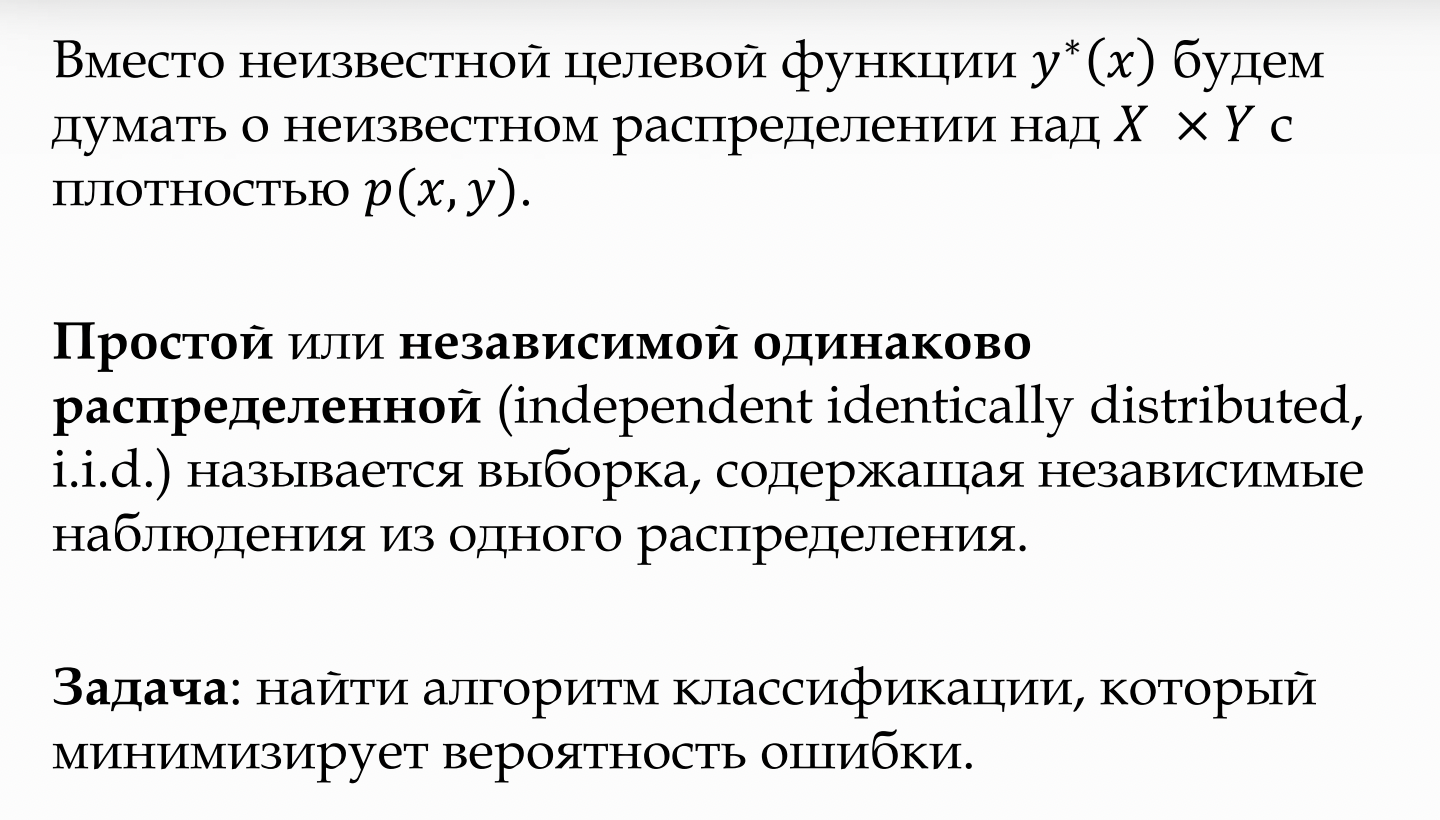 Вместо неизвестной целевой функции y*(x) будем
думать о неизвестном распределении над X × Y с
плотностью p(x, y).
Простой или независимой одинаково
распределенной (independent identically distributed,
i.i.d.) называется выборка, содержащая независимые
наблюдения из одного распределения.
Задача: найти алгоритм классификации, который
минимизирует вероятность ошибки.